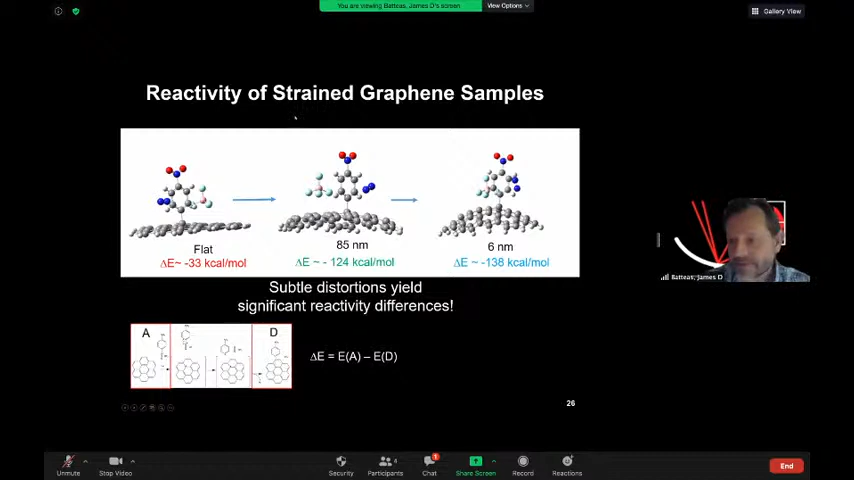 You are viewing Batteas, James D's screen
View Options
Gallery View
Reactivity of Strained Graphene Samples
Flat
85 nm
6 nm
ΔE~ -33 kcal/mol
ΔE ~ - 124 kcal/mol
ΔE ~ -138 kcal/mol
Batteas, James D
Subtle distortions yield
significant reactivity differences!
A
D
ΔE = E(A) – E(D)
26
4
1
Unmute
Stop Video
Security
Participants
Chat
Share Screen
Record
Reactions
End